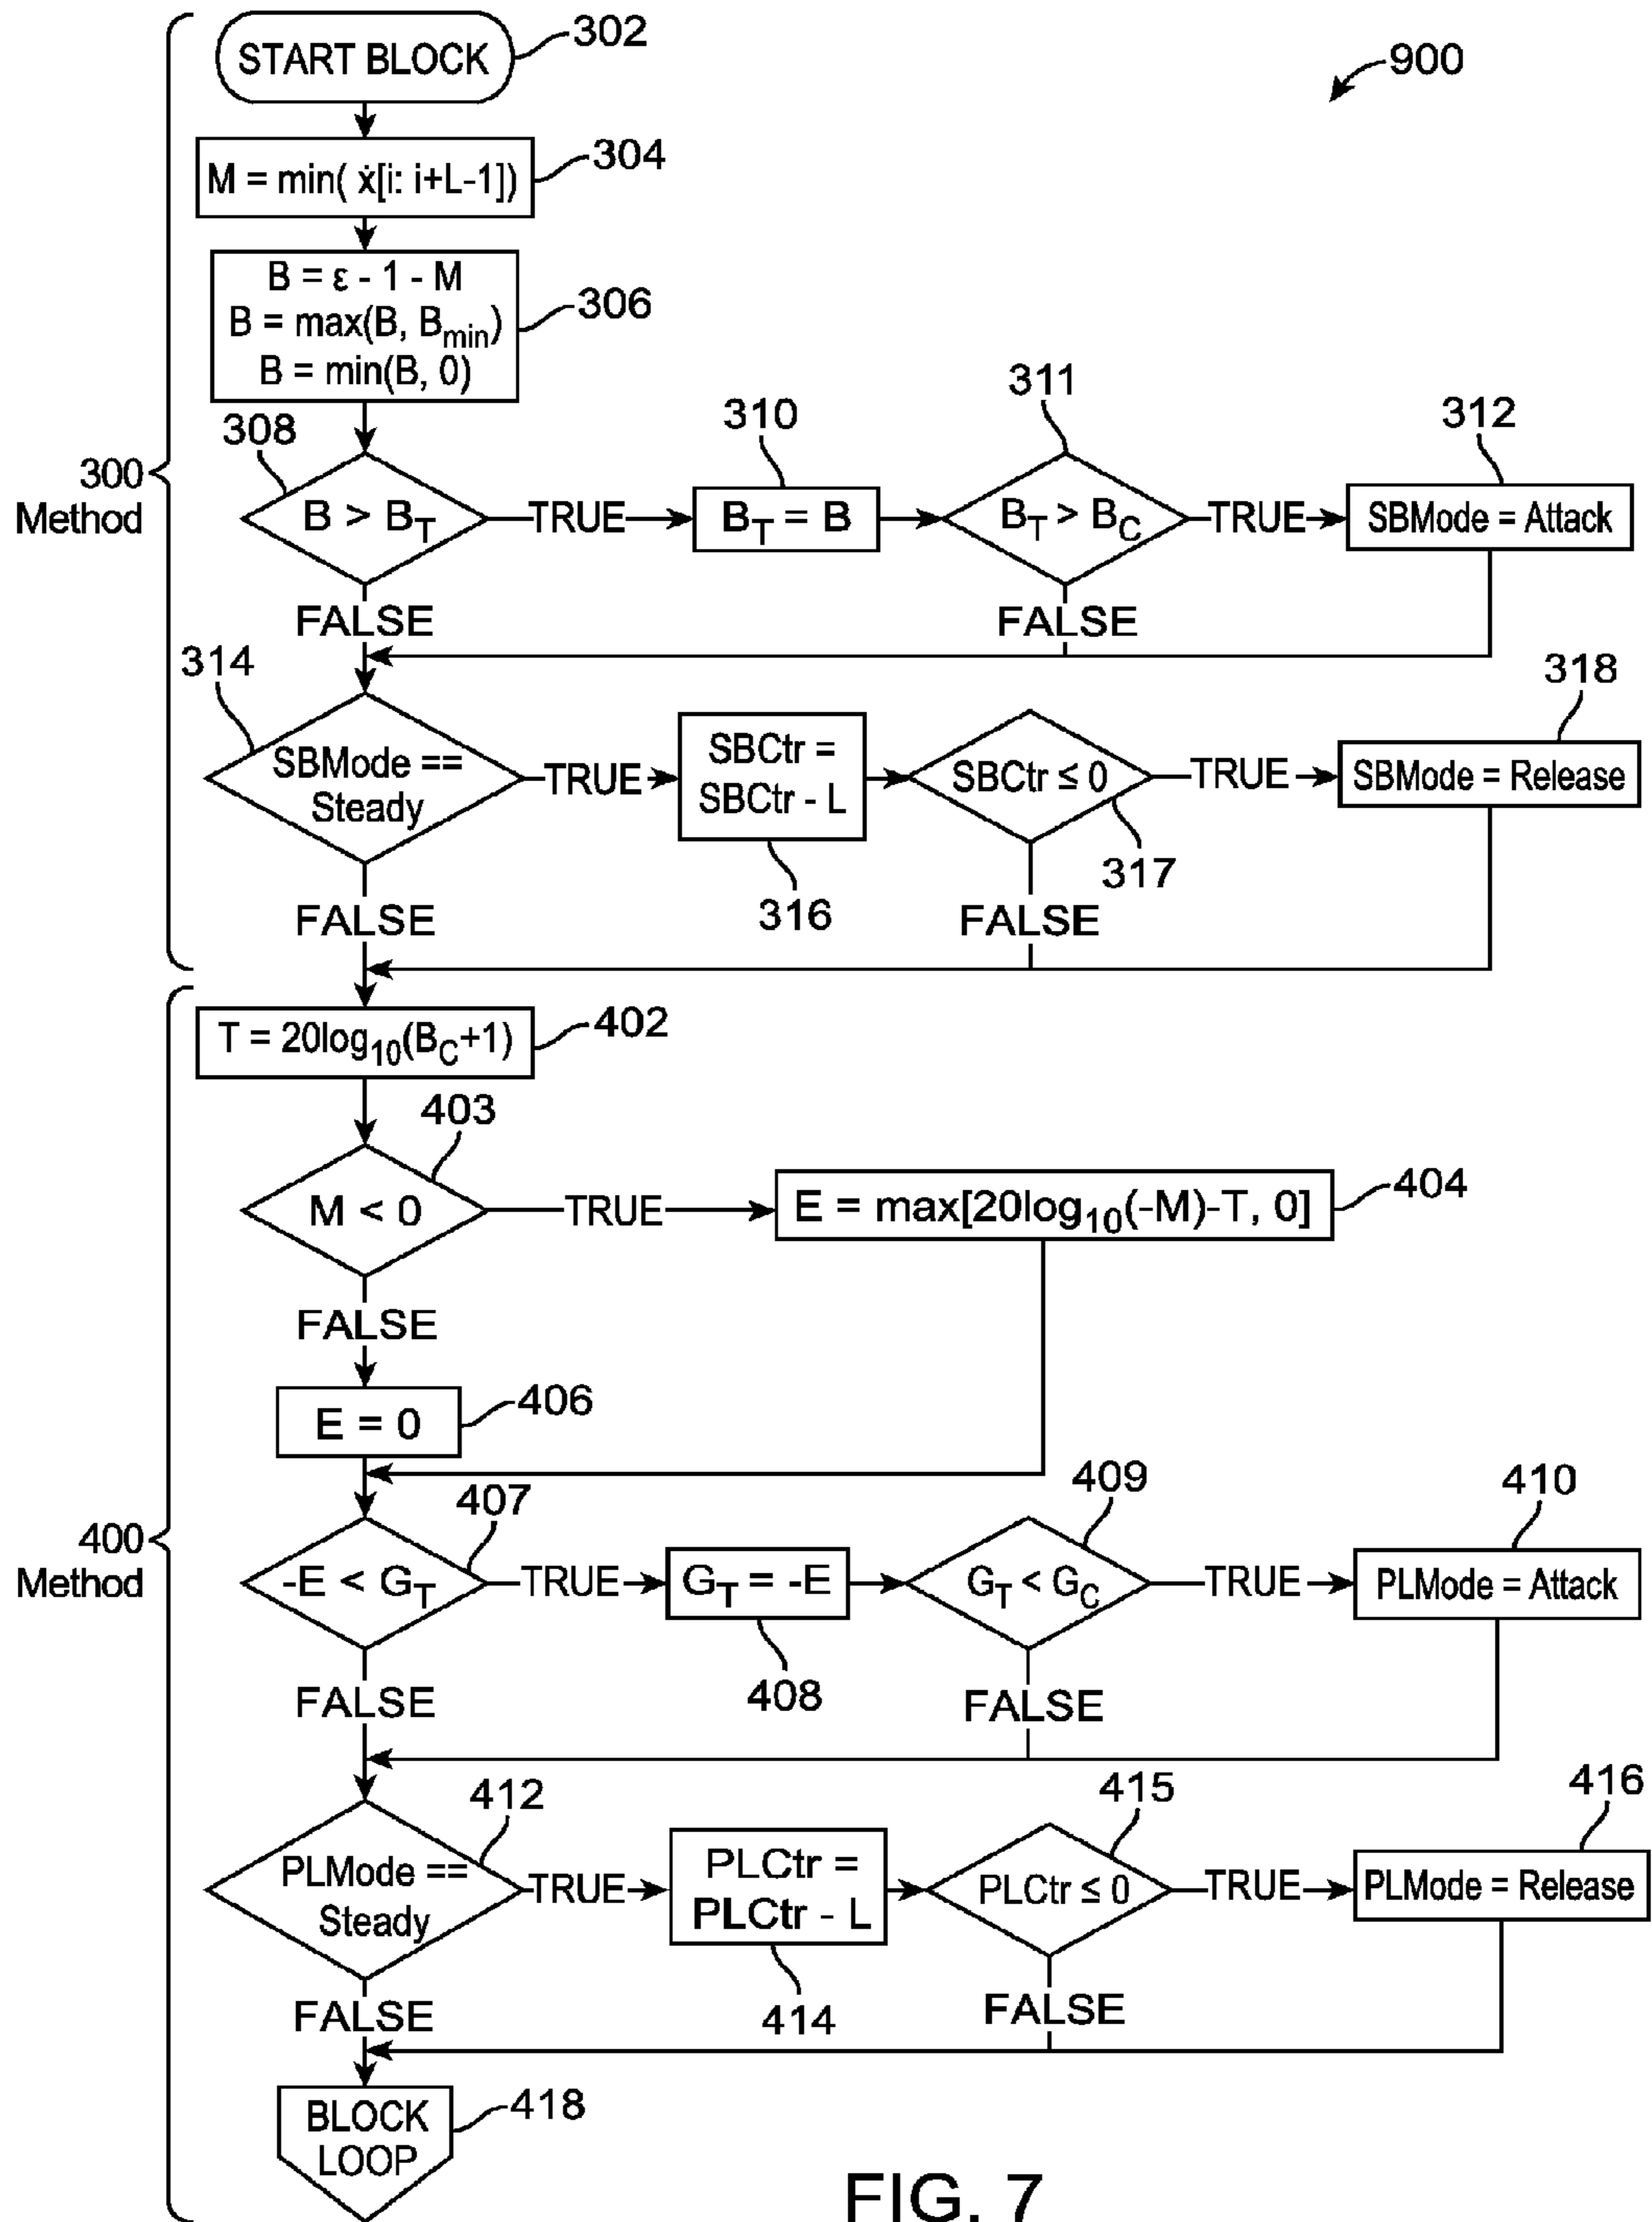 START BLOCK
302
900
M = min( ẋ[i: i+L-1])
304
B = ε - 1 - M
B = max(B, Bmin)
B = min(B, 0)
306
308
310
311
312
300
Method
B > BT
TRUE
BT = B
BT > BC
TRUE
SBMode = Attack
FALSE
FALSE
314
318
SBMode ==
Steady
TRUE
SBCtr =
SBCtr - L
SBCtr ≤ 0
TRUE
SBMode = Release
317
316
FALSE
FALSE
T = 20log10(BC+1)
402
403
M < 0
TRUE
E = max[20log10(-M)-T, 0]
404
FALSE
E = 0
406
407
409
410
400
Method
-E < GT
TRUE
GT = -E
GT < GC
TRUE
PLMode = Attack
408
FALSE
FALSE
412
415
416
PLMode ==
Steady
TRUE
PLCtr =
PLCtr - L
PLCtr ≤ 0
TRUE
PLMode = Release
414
FALSE
FALSE
BLOCK
LOOP
418
FIG. 7